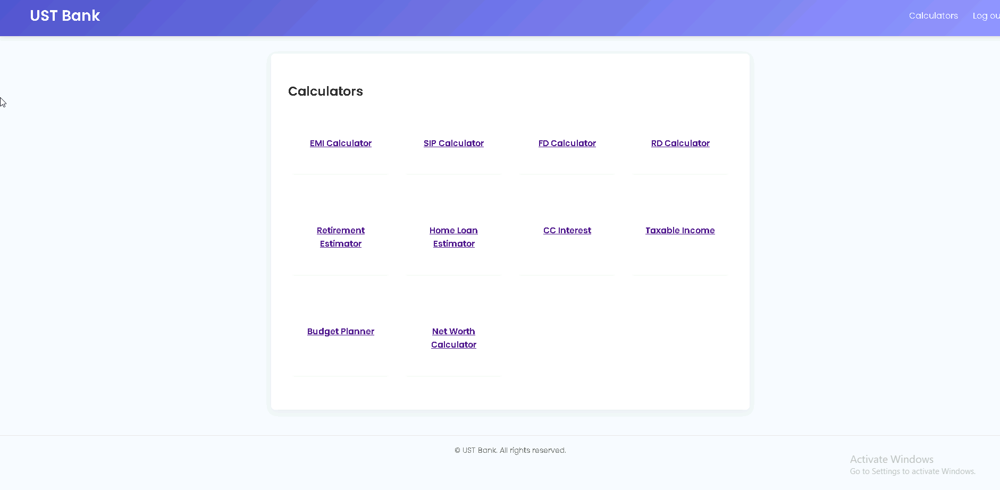 UST Bank
Calculators
Log ou
Calculators
EMI Calculator
SIP Calculator
FD Calculator
RD Calculator
Retirement
Estimator
Home Loan
Estimator
CC Interest
Taxable Income
Budget Planner
Net Worth
Calculator
© UST Bank. All rights reserved.
Activate Windows
Go to Settings to activate Windows.